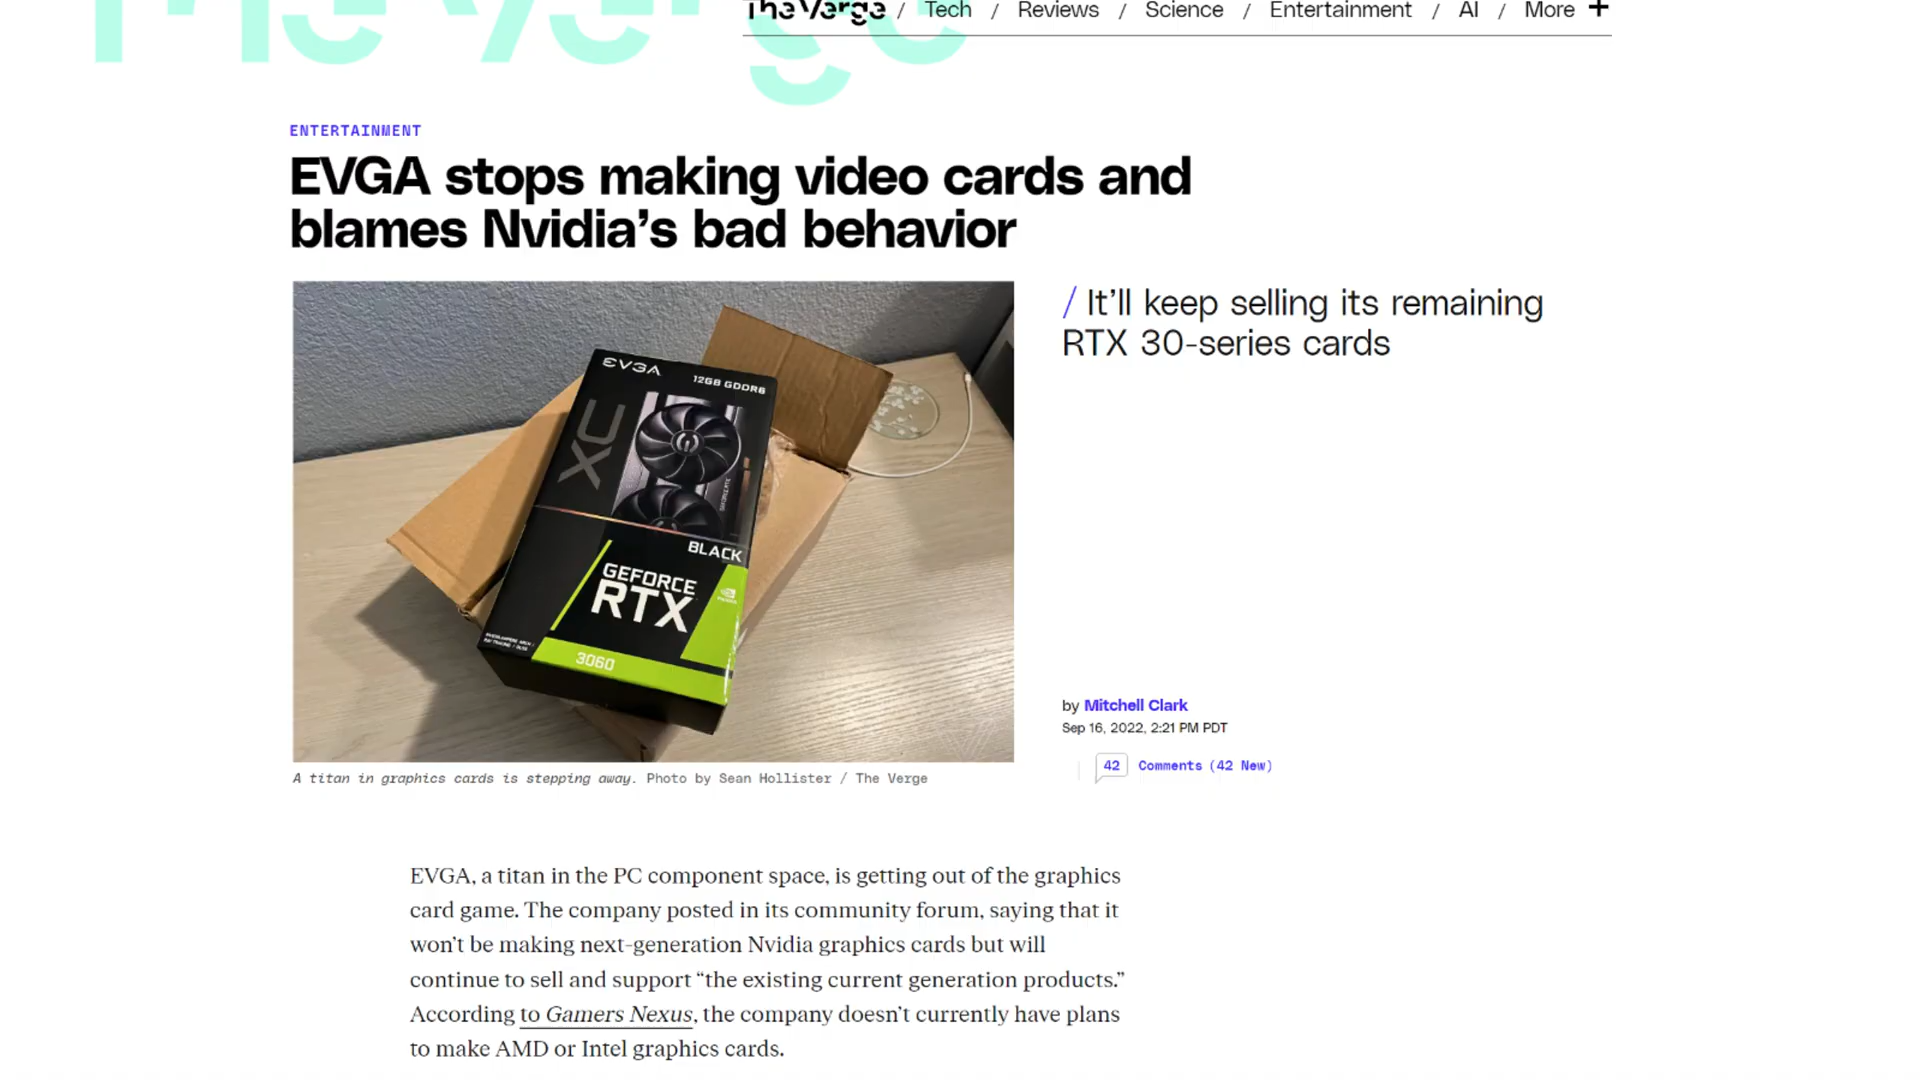 The Verge
The Verge / Tech / Reviews / Science / Entertainment / AI / More +
ENTERTAINMENT
EVGA stops making video cards and
blames Nvidia’s bad behavior
/ It’ll keep selling its remaining
RTX 30-series cards
EVGA
12GB GDDR6
XC
GEFORCE RTX
BLACK
GEFORCE
RTX
3060
by Mitchell Clark
Sep 16, 2022, 2:21 PM PDT
42 Comments (42 New)
A titan in graphics cards is stepping away. Photo by Sean Hollister / The Verge
EVGA, a titan in the PC component space, is getting out of the graphics
card game. The company posted in its community forum, saying that it
won’t be making next-generation Nvidia graphics cards but will
continue to sell and support “the existing current generation products.”
According to Gamers Nexus, the company doesn’t currently have plans
to make AMD or Intel graphics cards.